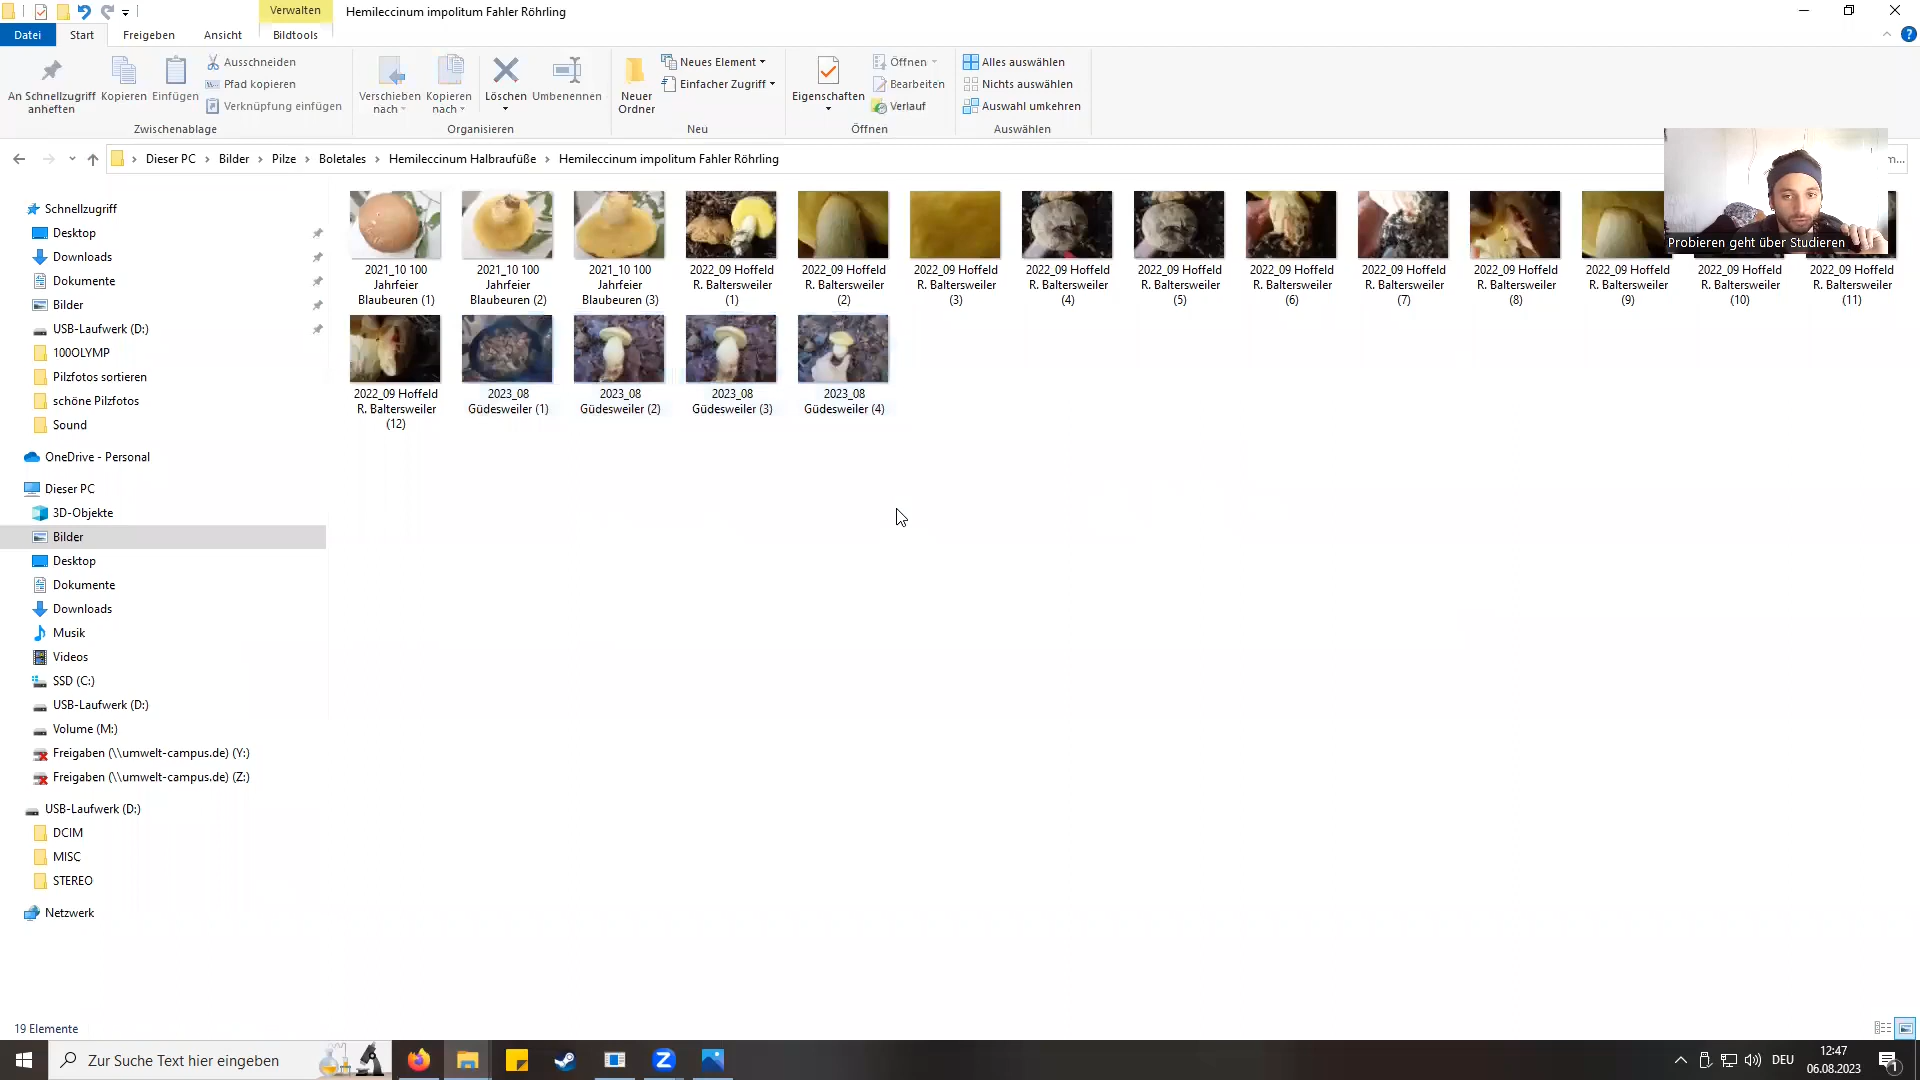 Verwalten
Hemileccinum impolitum Fahler Röhrling
Datei Start Freigeben Ansicht Bildtools
An Schnellzugriff anheften
Kopieren
Einfügen
Ausschneiden
Pfad kopieren
Verknüpfung einfügen
Zwischenablage
Verschieben nach
Kopieren nach
Löschen
Umbenennen
Organisieren
Neuer Ordner
Neues Element
Einfacher Zugriff
Neu
Eigenschaften
Öffnen
Bearbeiten
Verlauf
Öffnen
Alles auswählen
Nichts auswählen
Auswahl umkehren
Auswählen
Dieser PC › Bilder › Pilze › Boletales › Hemileccinum Halbraufüße › Hemileccinum impolitum Fahler Röhrling
m...
Probieren geht über Studieren
Schnellzugriff
Desktop
Downloads
Dokumente
Bilder
USB-Laufwerk (D:)
100OLYMP
Pilzfotos sortieren
schöne Pilzfotos
Sound
OneDrive - Personal
Dieser PC
3D-Objekte
Bilder
Desktop
Dokumente
Downloads
Musik
Videos
SSD (C:)
USB-Laufwerk (D:)
Volume (M:)
Freigaben (\\umwelt-campus.de) (Y:)
Freigaben (\\umwelt-campus.de) (Z:)
USB-Laufwerk (D:)
DCIM
MISC
STEREO
Netzwerk
2021_10 100 Jahrfeier Blaubeuren (1)
2021_10 100 Jahrfeier Blaubeuren (2)
2021_10 100 Jahrfeier Blaubeuren (3)
2022_09 Hoffeld R. Baltersweiler (1)
2022_09 Hoffeld R. Baltersweiler (2)
2022_09 Hoffeld R. Baltersweiler (3)
2022_09 Hoffeld R. Baltersweiler (4)
2022_09 Hoffeld R. Baltersweiler (5)
2022_09 Hoffeld R. Baltersweiler (6)
2022_09 Hoffeld R. Baltersweiler (7)
2022_09 Hoffeld R. Baltersweiler (8)
2022_09 Hoffeld R. Baltersweiler (9)
2022_09 Hoffeld R. Baltersweiler (10)
2022_09 Hoffeld R. Baltersweiler (11)
2022_09 Hoffeld R. Baltersweiler (12)
2023_08 Güdesweiler (1)
2023_08 Güdesweiler (2)
2023_08 Güdesweiler (3)
2023_08 Güdesweiler (4)
19 Elemente
Zur Suche Text hier eingeben
DEU
12:47
06.08.2023
1